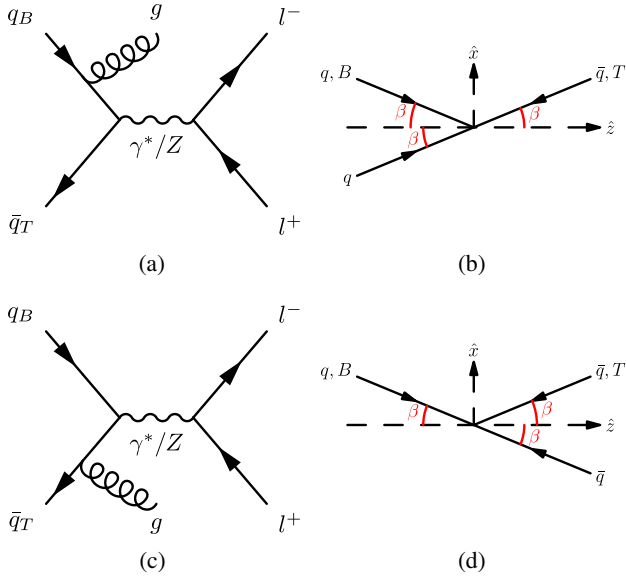 q_B
g
l^-
γ*/Z
q̄_T
l^+
(a)
x̂
q, B
q̄, T
β
β
β
ẑ
q
(b)
q_B
l^-
γ*/Z
q̄_T
g
l^+
(c)
x̂
q, B
q̄, T
β
β
β
ẑ
q̄
(d)